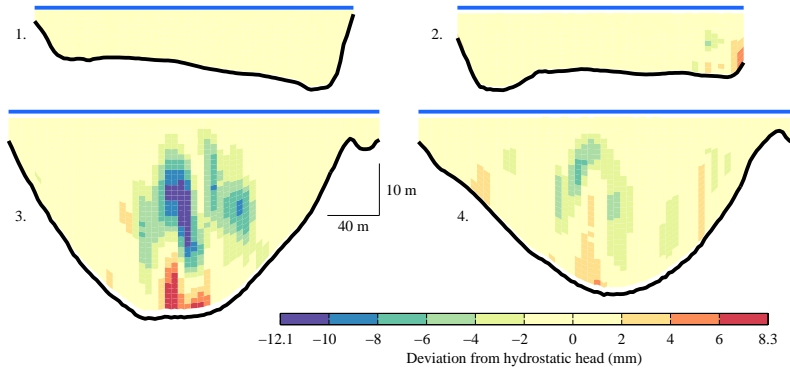 1.
2.
3.
10 m
40 m
4.
−12.1 −10 −8 −6 −4 −2 0 2 4 6 8.3
Deviation from hydrostatic head (mm)